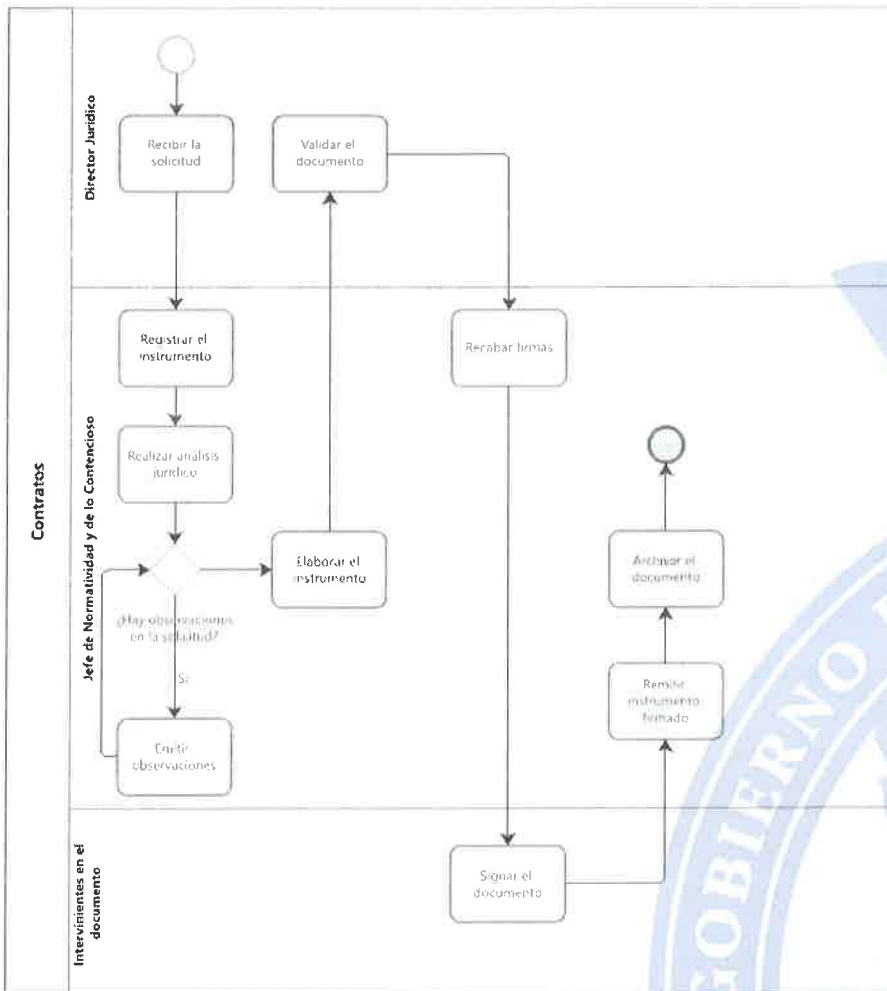 Contratos
Director Jurídico
Recibir la
solicitud
Validar el
documento
Jefe de Normatividad y de lo Contencioso
Registrar el
instrumento
Recabar firmas
Realizar análisis
jurídico
¿Hay observaciones
en la solicitud?
Sí
Elaborar el
instrumento
Emitir
observaciones
Archivar el
documento
Remitir
instrumento
firmado
Intervinientes en el
documento
Signar el
documento
GOBIERNO